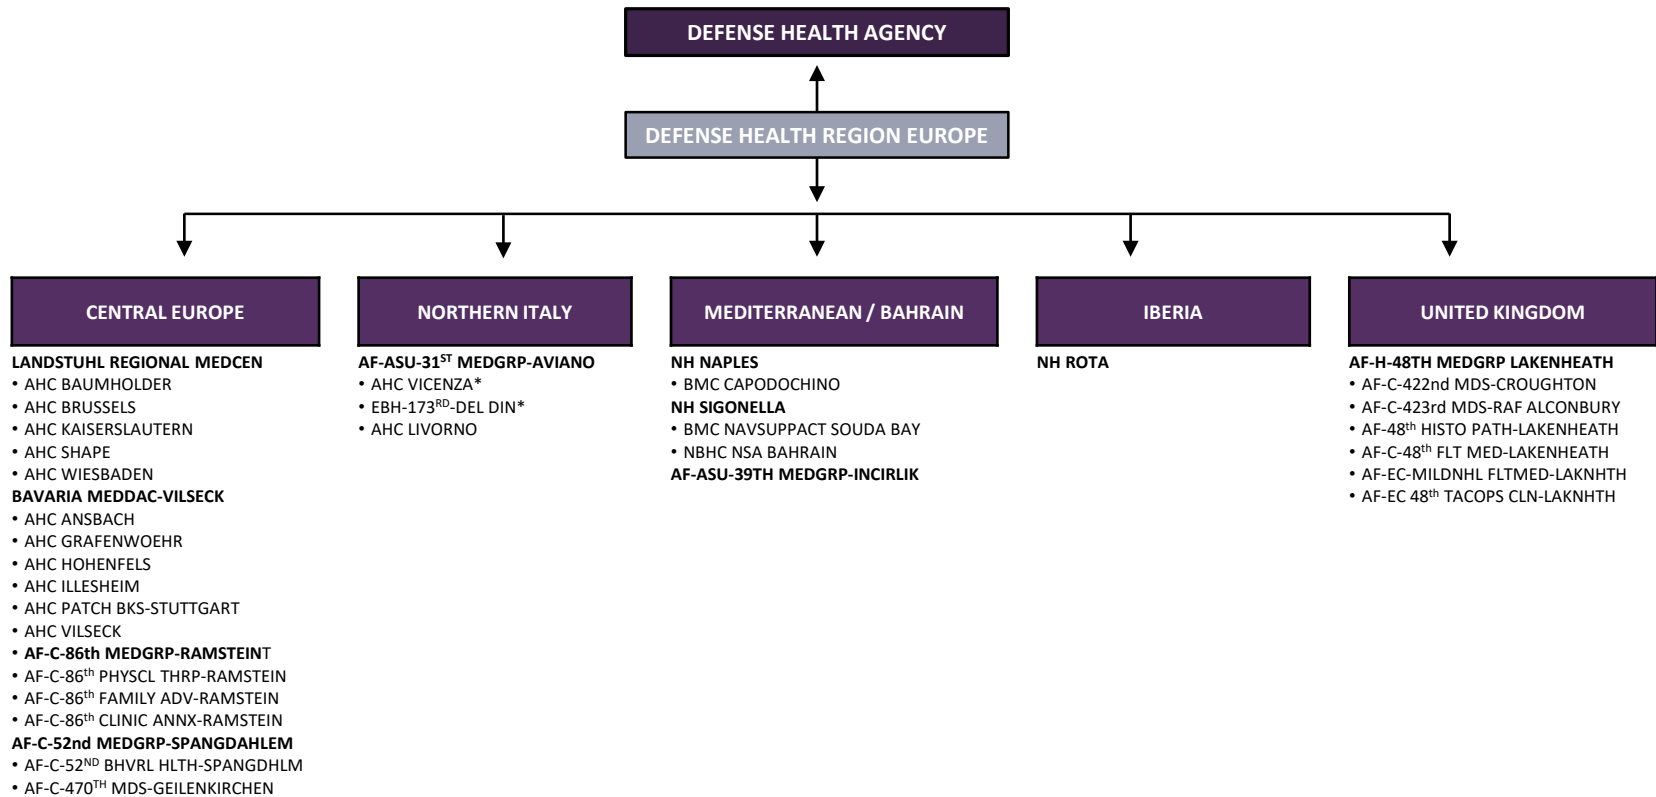 DEFENSE HEALTH AGENCY
DEFENSE HEALTH REGION EUROPE
CENTRAL EUROPE
LANDSTUHL REGIONAL MEDCEN
• AHC BAUMHOLDER
• AHC BRUSSELS
• AHC KAISERSLAUTERN
• AHC SHAPE
• AHC WIESBADEN
BAVARIA MEDDAC-VILSECK
• AHC ANSBACH
• AHC GRAFENWOEHR
• AHC HOHENFELS
• AHC ILLESHEIM
• AHC PATCH BKS-STUTTGART
• AHC VILSECK
• AF-C-86th MEDGRP-RAMSTEINT
• AF-C-86th PHYSCL THRP-RAMSTEIN
• AF-C-86th FAMILY ADV-RAMSTEIN
• AF-C-86th CLINIC ANNX-RAMSTEIN
AF-C-52nd MEDGRP-SPANGDAHLEM
• AF-C-52ND BHVRL HLTH-SPANGDHLM
• AF-C-470TH MDS-GEILENKIRCHEN
NORTHERN ITALY
AF-ASU-31ST MEDGRP-AVIANO
• AHC VICENZA*
• EBH-173RD-DEL DIN*
• AHC LIVORNO
MEDITERRANEAN / BAHRAIN
NH NAPLES
• BMC CAPODOCHINO
NH SIGONELLA
• BMC NAVSUPPACT SOUDA BAY
• NBHC NSA BAHRAIN
AF-ASU-39TH MEDGRP-INCIRLIK
IBERIA
NH ROTA
UNITED KINGDOM
AF-H-48TH MEDGRP LAKENHEATH
• AF-C-422nd MDS-CROUGHTON
• AF-C-423rd MDS-RAF ALCONBURY
• AF-48th HISTO PATH-LAKENHEATH
• AF-C-48th FLT MED-LAKENHEATH
• AF-EC-MILDNHL FLTMED-LAKNHTH
• AF-EC 48th TACOPS CLN-LAKNHTH